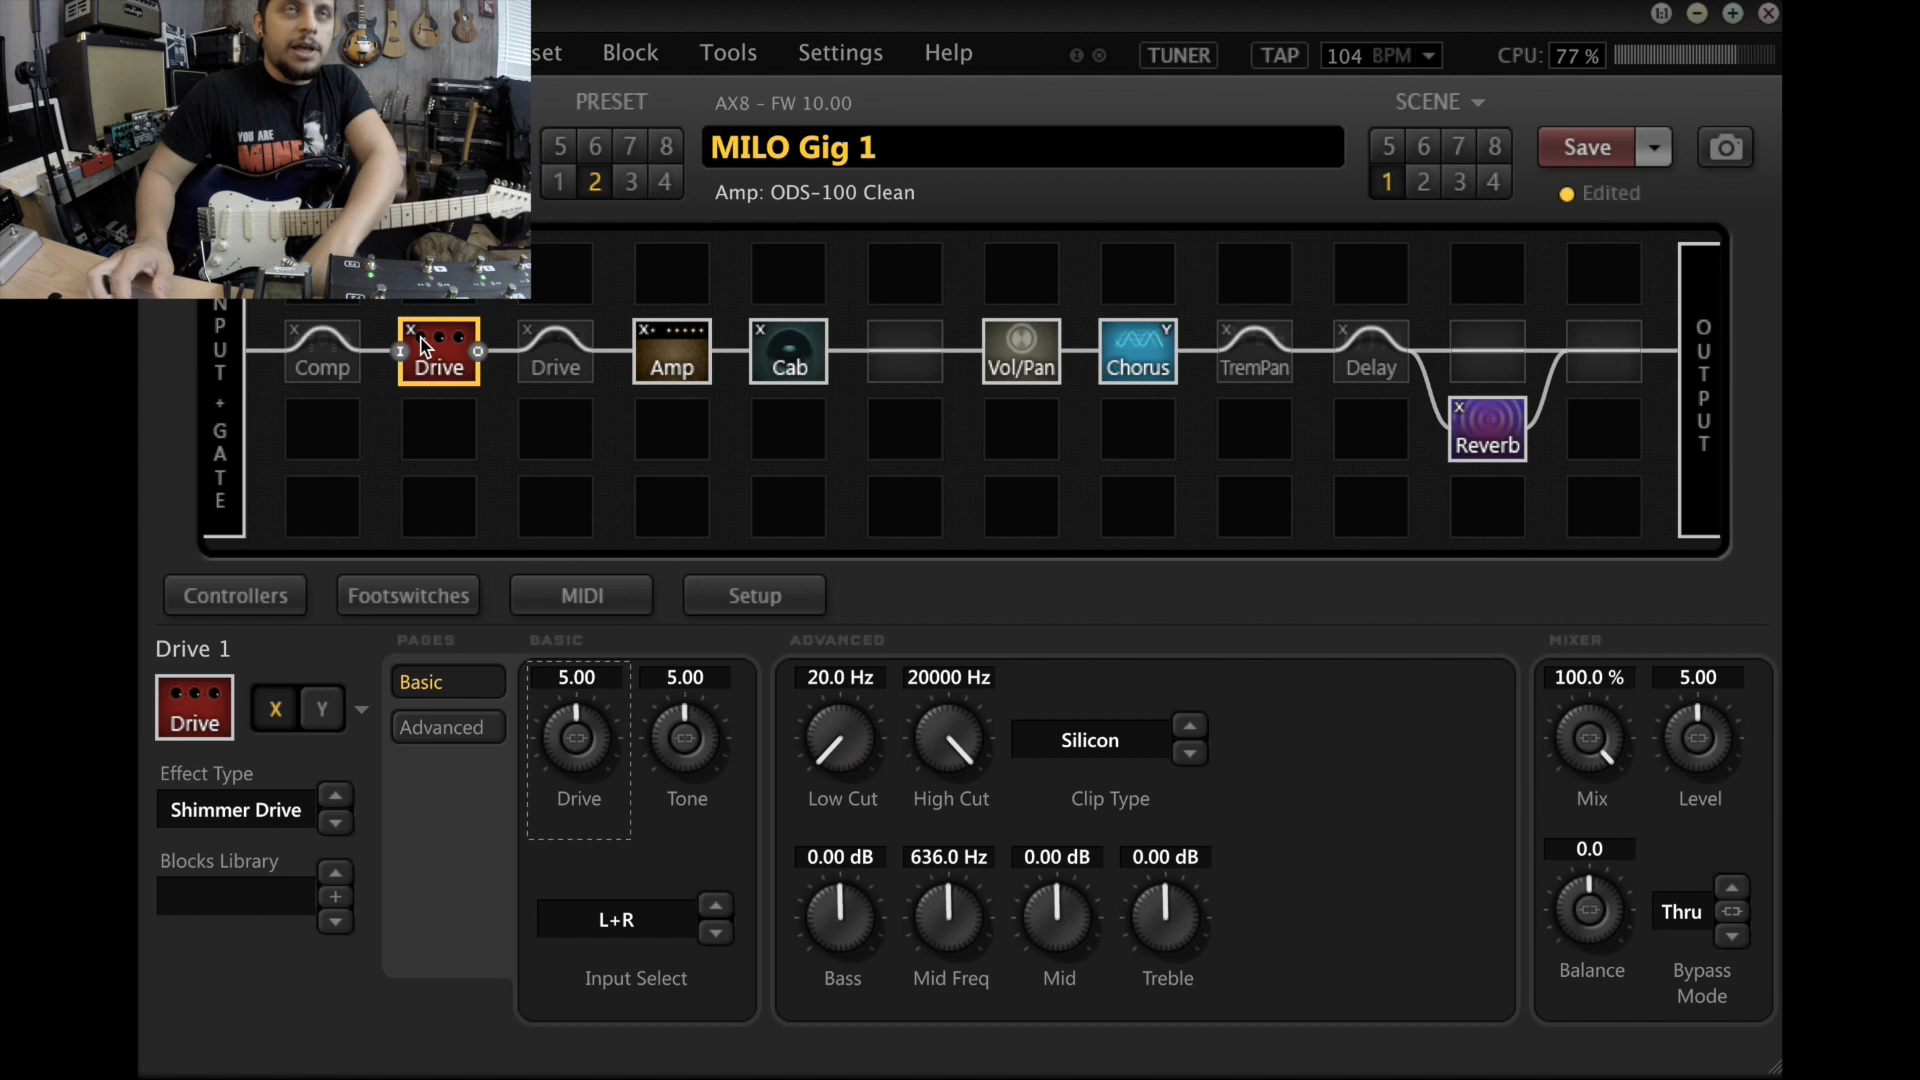 YOU ARE
MINE
set
Block
Tools
Settings
Help
TUNER
TAP
104 BPM
CPU:
77 %
PRESET
AX8 – FW 10.00
SCENE
5 6 7 8
1 2 3 4
MILO Gig 1
Amp: ODS-100 Clean
5 6 7 8
1 2 3 4
Save
Edited
NPUT + GATE
X
Comp
X
I
O
Drive
X
Drive
X
Amp
X
Cab
Vol/Pan
Y
Chorus
X
TremPan
X
Delay
X
Reverb
OUTPUT
Controllers
Footswitches
MIDI
Setup
Drive 1
PAGES
BASIC
ADVANCED
MIXER
Drive
X
Y
Basic
Advanced
Effect Type
Shimmer Drive
Blocks Library
5.00
5.00
Drive
Tone
L+R
Input Select
20.0 Hz
20000 Hz
Silicon
Low Cut
High Cut
Clip Type
0.00 dB
636.0 Hz
0.00 dB
0.00 dB
Bass
Mid Freq
Mid
Treble
100.0 %
5.00
Mix
Level
0.0
Thru
Balance
Bypass
Mode